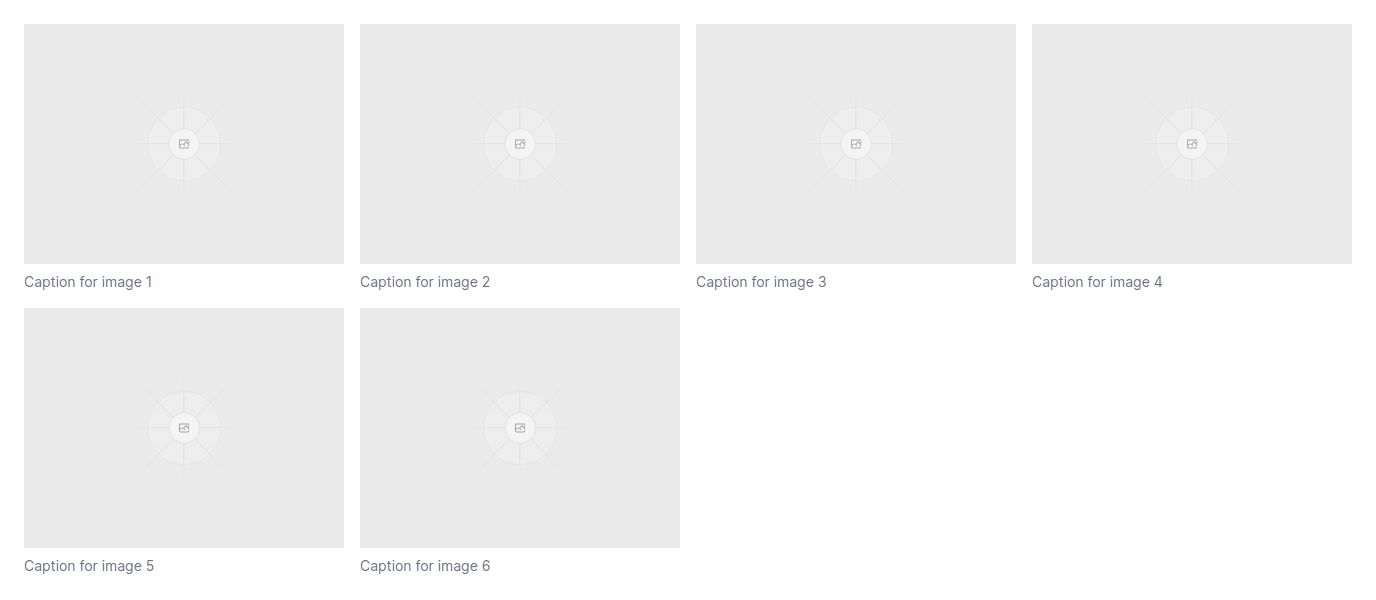 Caption for image 1
Caption for image 2
Caption for image 3
Caption for image 4
Caption for image 5
Caption for image 6